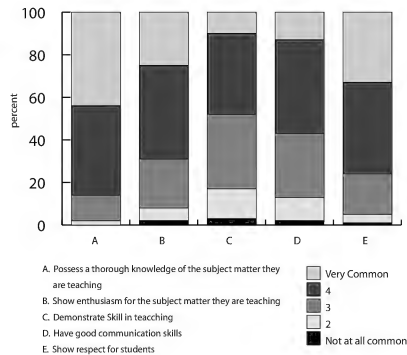 100
80
60
40
20
0
percent
A B C D E
A. Possess a thorough knowledge of the subject matter they
are teaching
B. Show enthusiasm for the subject matter they are teaching
C. Demonstrate Skill in teacching
D. Have good communication skills
E. Show respect for students
Very Common
4
3
2
Not at all common